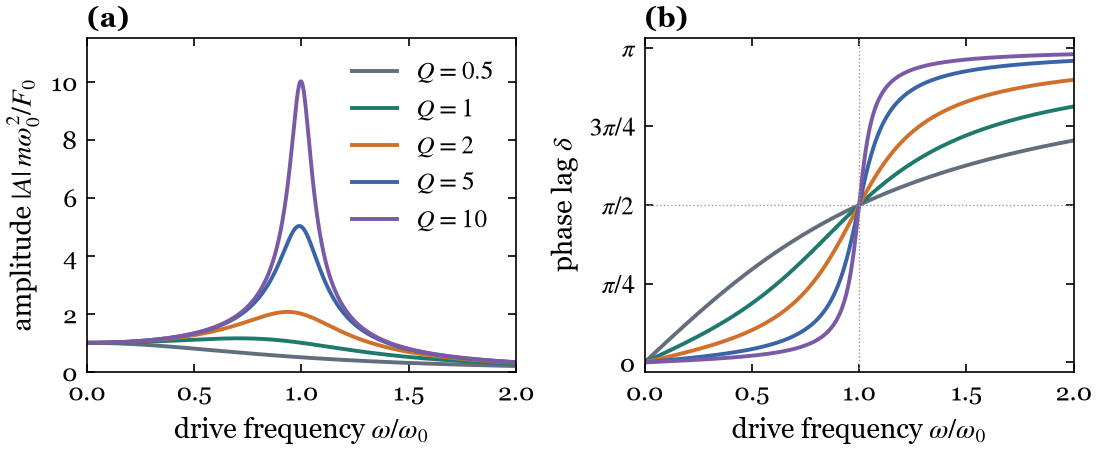 (a)
10
8
6
4
2
0
0.0 0.5 1.0 1.5 2.0
amplitude |A| mω₀²/F₀
drive frequency ω/ω₀
Q = 0.5
Q = 1
Q = 2
Q = 5
Q = 10
(b)
π
3π/4
π/2
π/4
0
0.0 0.5 1.0 1.5 2.0
phase lag δ
drive frequency ω/ω₀